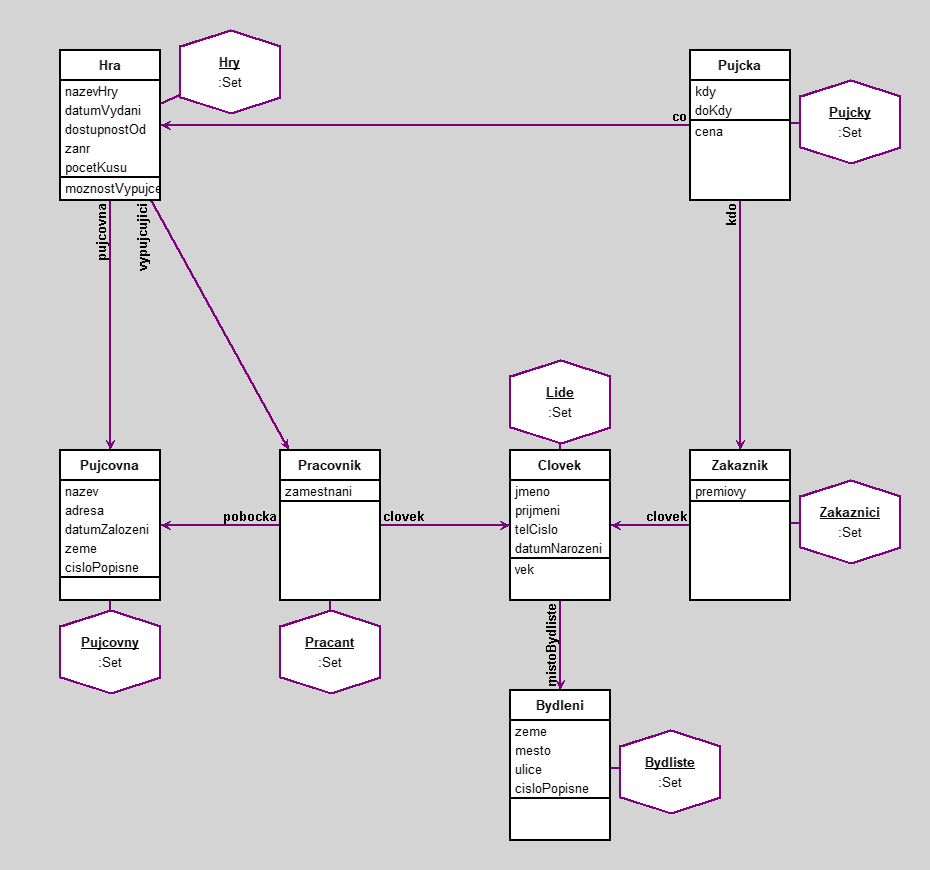 Hra
nazevHry
datumVydani
dostupnostOd
zanr
pocetKusu
moznostVypujce
Hry
:Set
Pujcka
kdy
doKdy
cena
Pujcky
:Set
co
pujcovna
vypujcujici
kdo
Lide
:Set
Pujcovna
nazev
adresa
datumZalozeni
zeme
cisloPopisne
Pujcovny
:Set
pobocka
Pracovnik
zamestnani
Pracant
:Set
clovek
Clovek
jmeno
prijmeni
telCislo
datumNarozeni
vek
clovek
Zakaznik
premiovy
Zakaznici
:Set
mistoBydliste
Bydleni
zeme
mesto
ulice
cisloPopisne
Bydliste
:Set